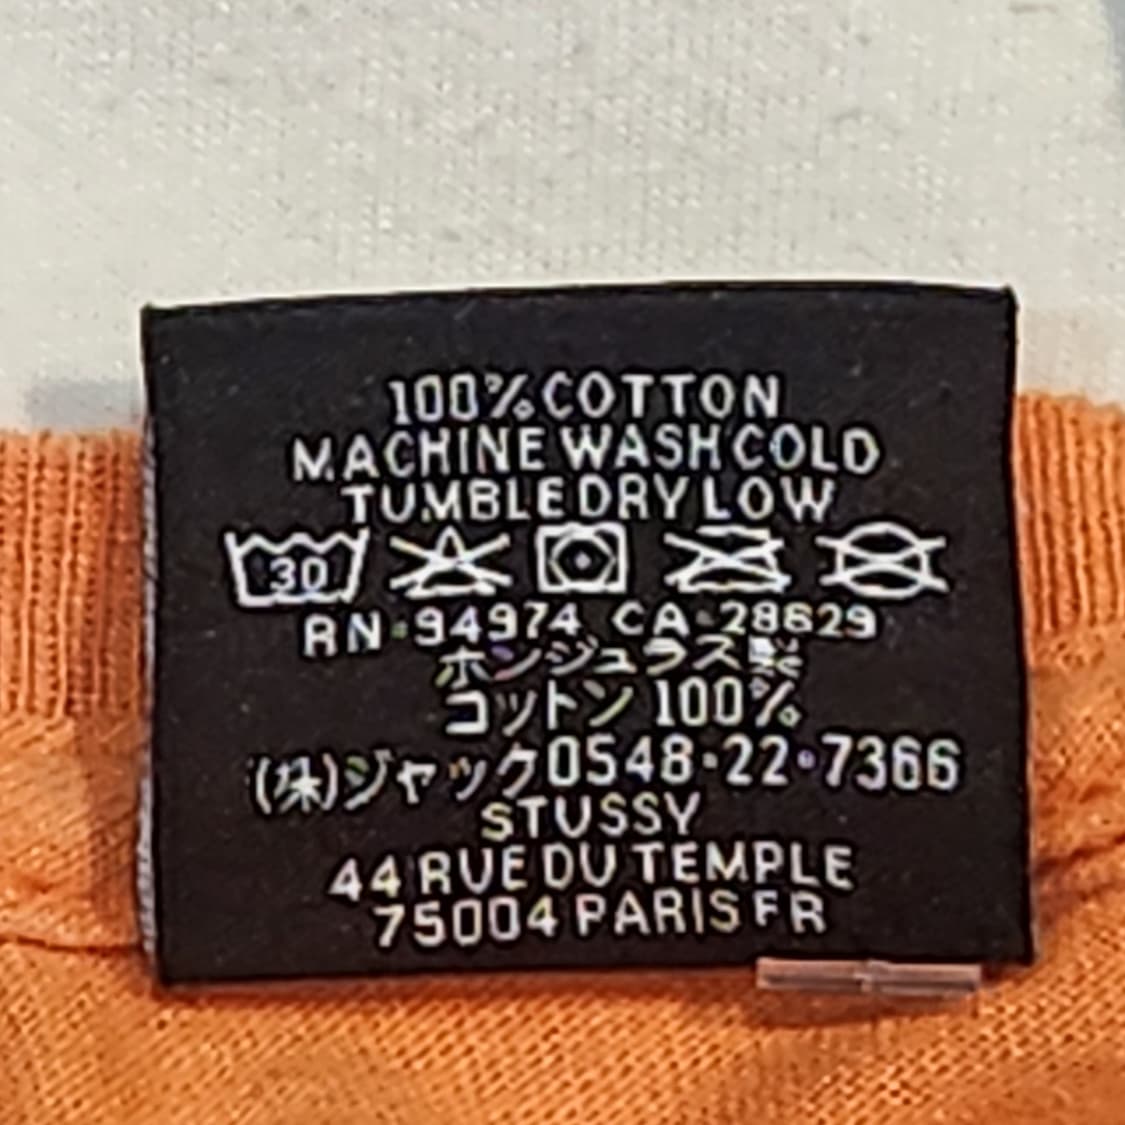 100% COTTON
MACHINE WASH COLD
TUMBLE DRY LOW
30
RN·94974 CA·28629
ホンジュラス製
コットン 100%
(株)ジャック0548·22·7366
STUSSY
44 RUE DU TEMPLE
75004 PARIS FR